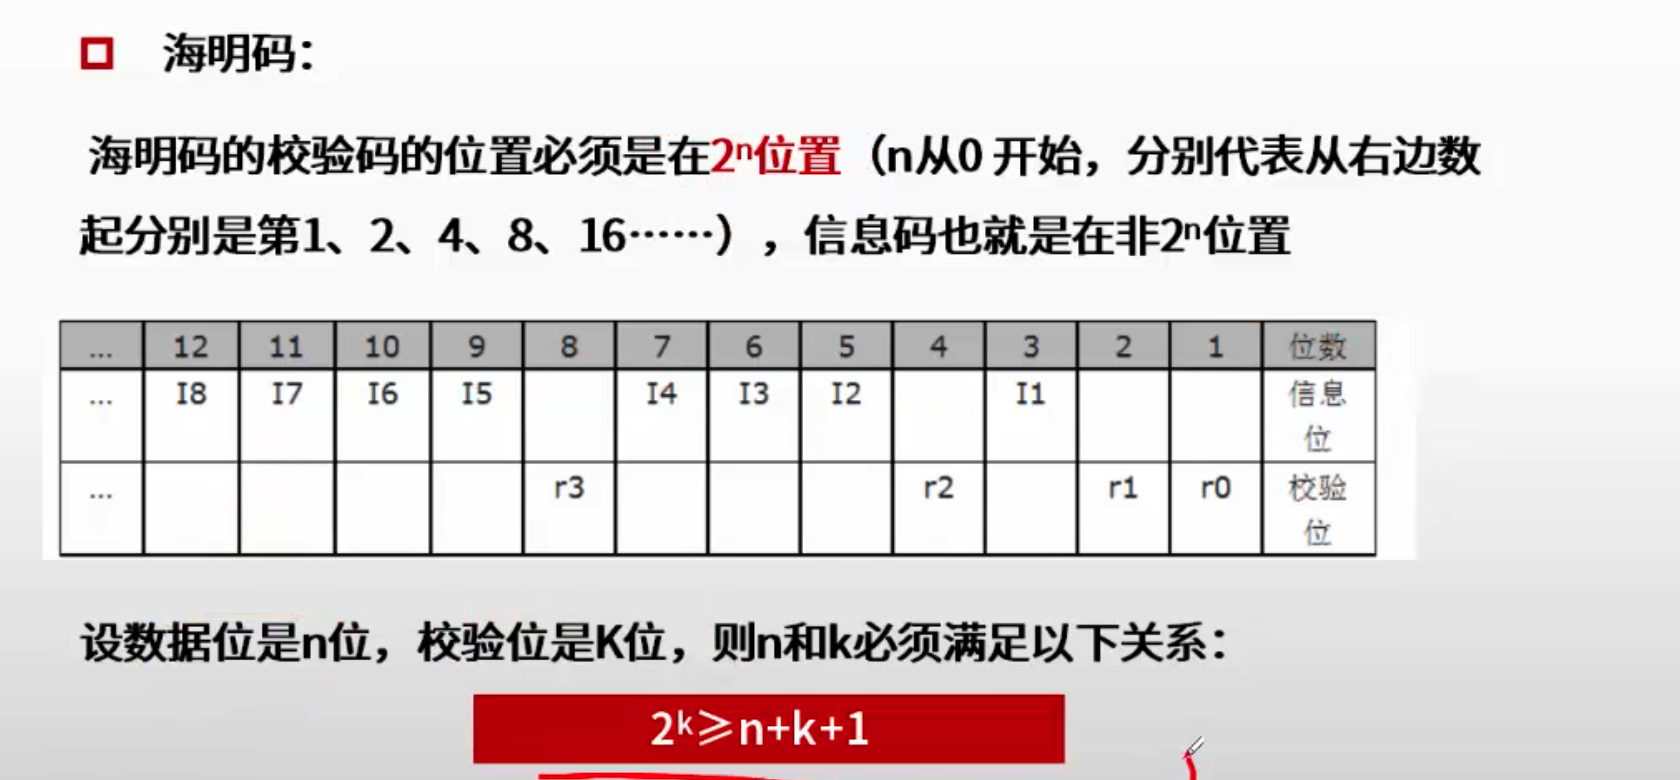 海明码：
海明码的校验码的位置必须是在2ⁿ位置（n从0 开始，分别代表从右边数
起分别是第1、2、4、8、16……），信息码也就是在非2ⁿ位置
... 12 11 10 9 8 7 6 5 4 3 2 1 位数
... I8 I7 I6 I5 I4 I3 I2 I1 信息
位
... r3 r2 r1 r0 校验
位
设数据位是n位，校验位是K位，则n和k必须满足以下关系：
2ᵏ≥n+k+1